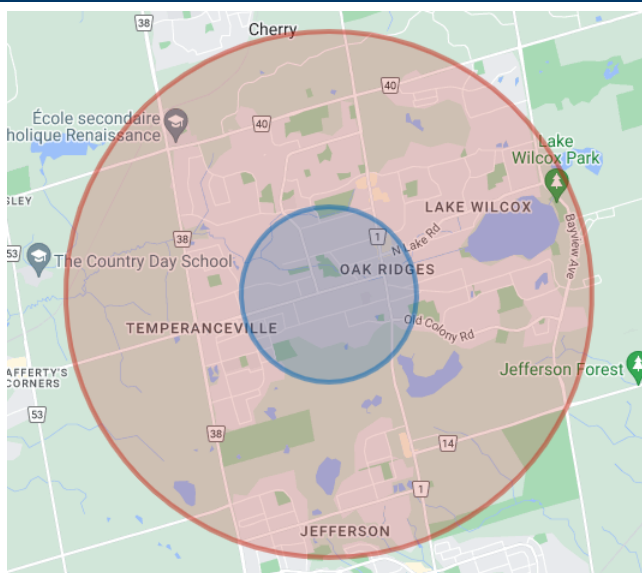 38
Cherry
40
École secondaire
holique Renaissance
40
Lake
Wilcox Park
SLEY
LAKE WILCOX
1
N Lake Rd
Bayview Ave
38
53
The Country Day School
OAK RIDGES
TEMPERANCEVILLE
Old Colony Rd
AFFERTY'S
CORNERS
Jefferson Forest
53
38
14
1
JEFFERSON